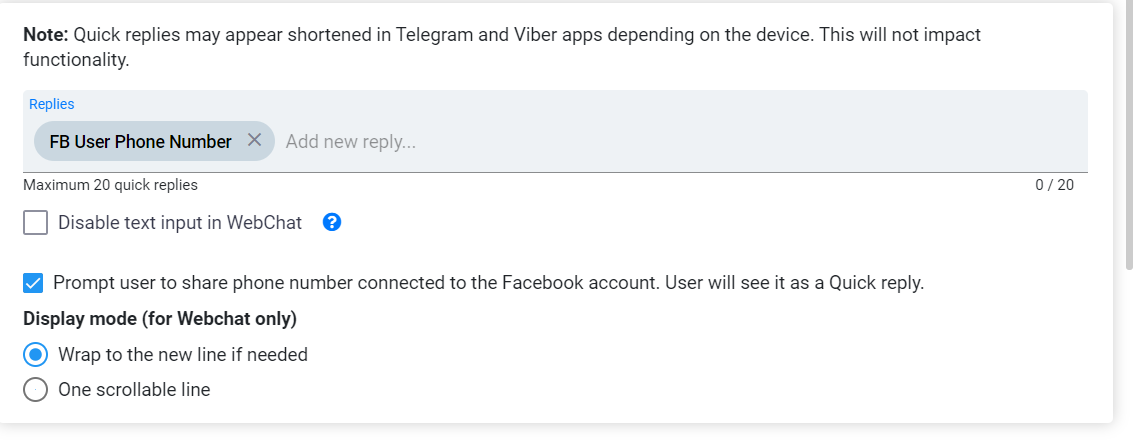 Note: Quick replies may appear shortened in Telegram and Viber apps depending on the device. This will not impact
functionality.
Replies
FB User Phone Number
Add new reply...
Maximum 20 quick replies
0 / 20
Disable text input in WebChat
Prompt user to share phone number connected to the Facebook account. User will see it as a Quick reply.
Display mode (for Webchat only)
Wrap to the new line if needed
One scrollable line